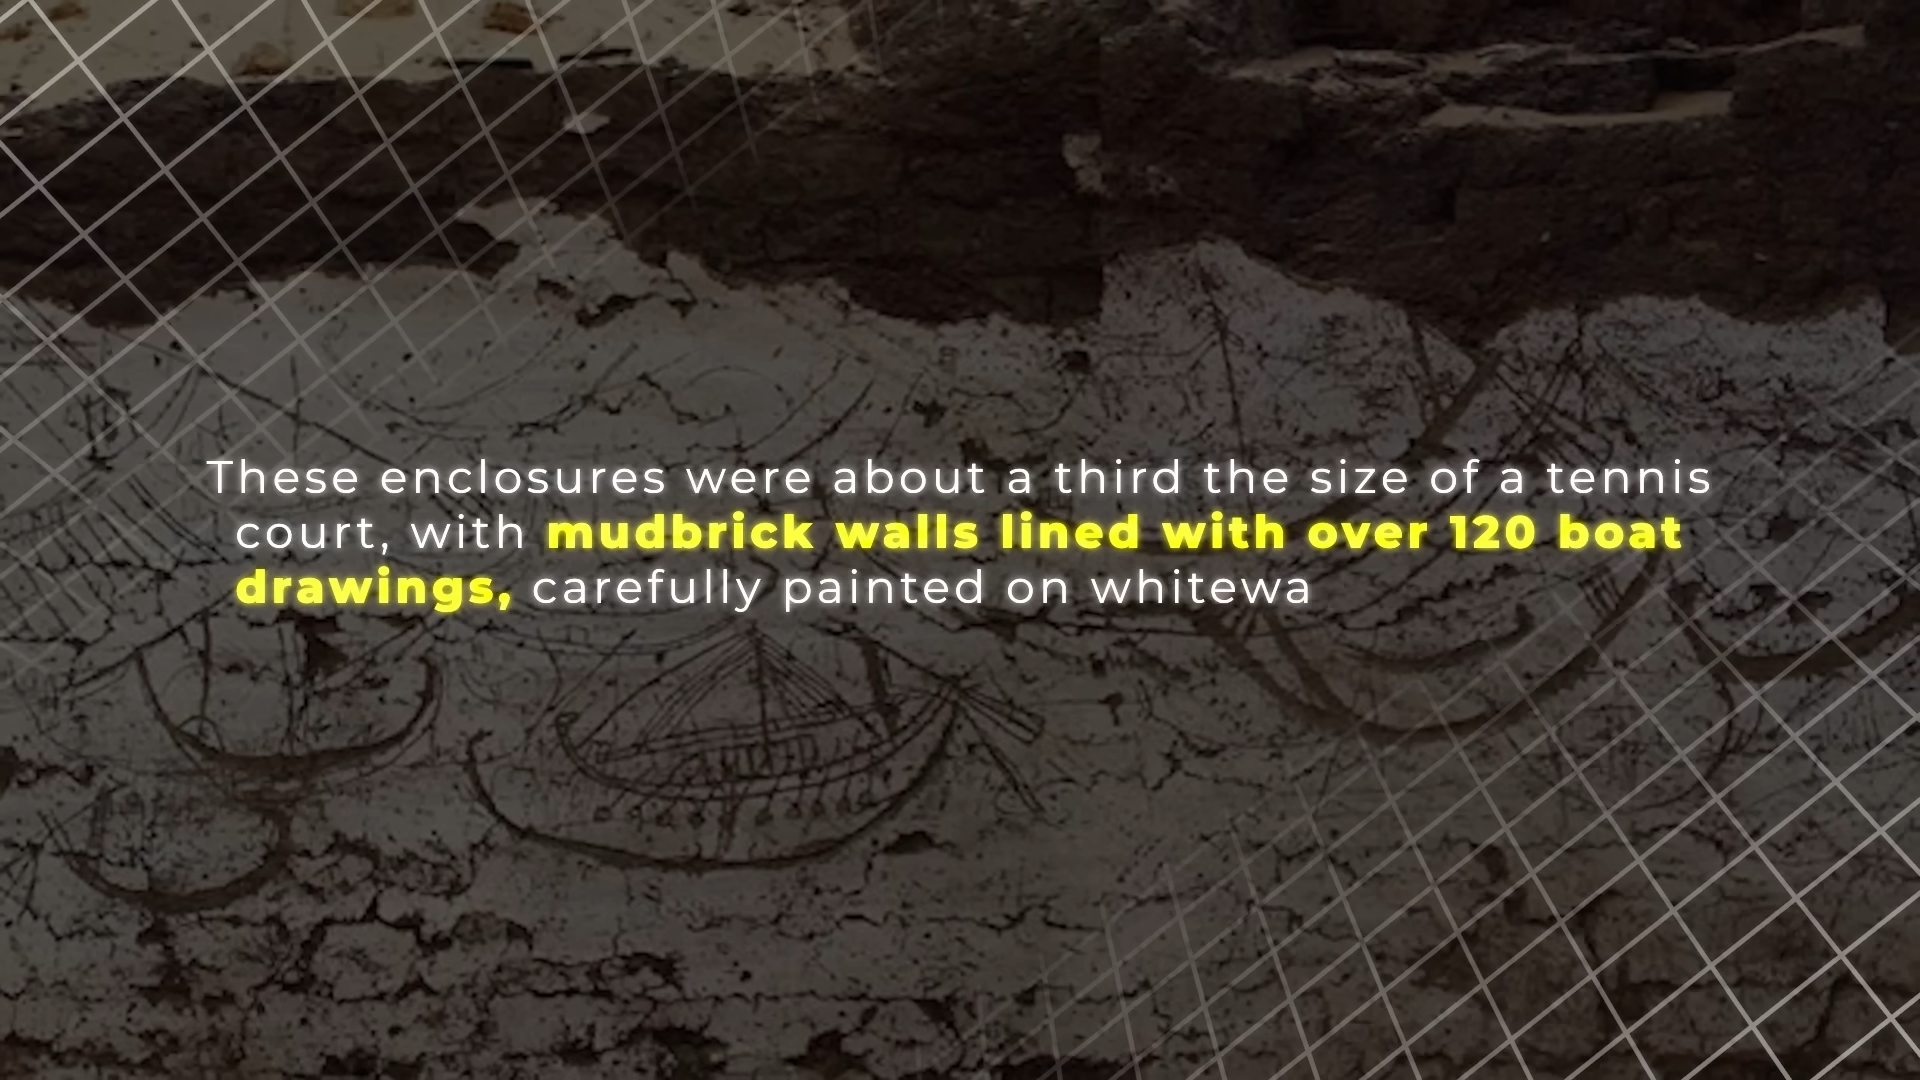 These enclosures were about a third the size of a tennis
court, with mudbrick walls lined with over 120 boat
drawings, carefully painted on whitewa